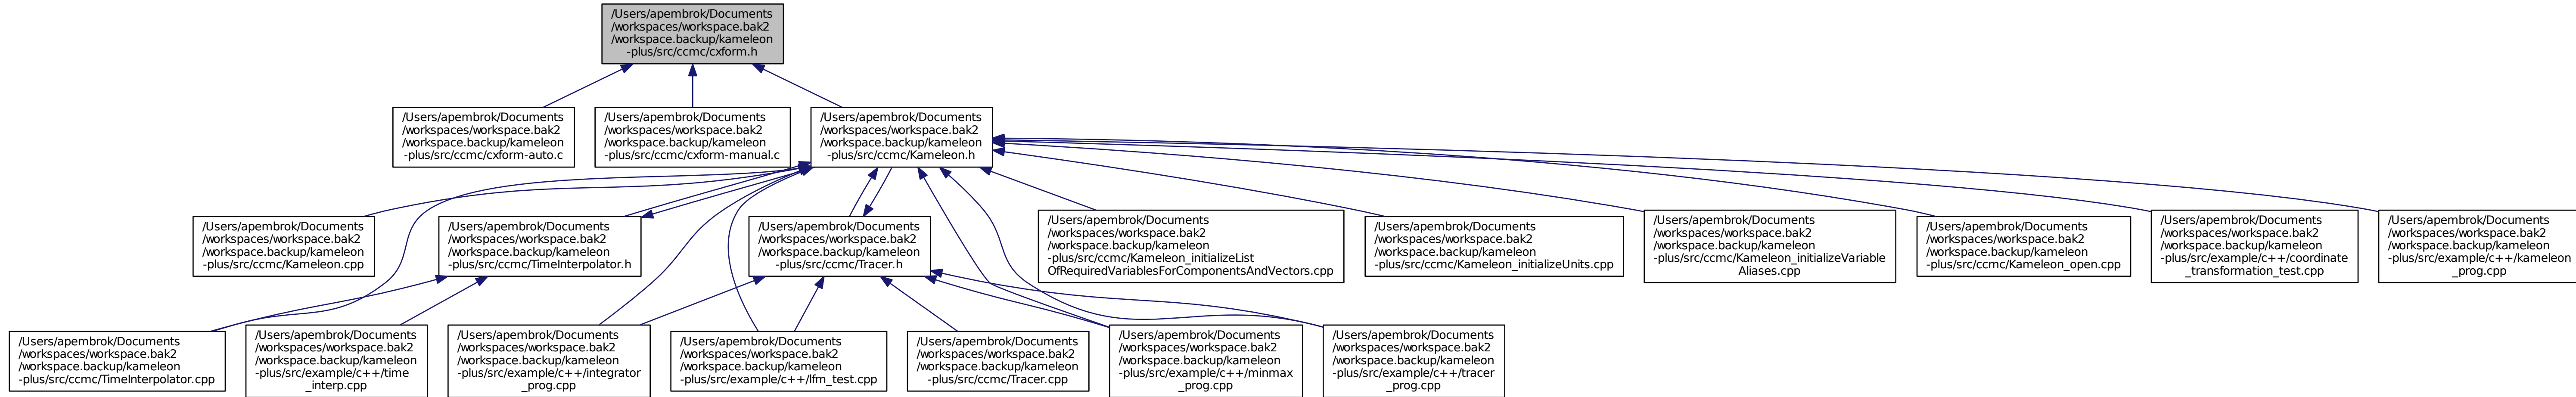 /Users/apembrok/Documents
/workspaces/workspace.bak2
/workspace.backup/kameleon
-plus/src/ccmc/cxform.h
/Users/apembrok/Documents
/workspaces/workspace.bak2
/workspace.backup/kameleon
-plus/src/ccmc/cxform-auto.c
/Users/apembrok/Documents
/workspaces/workspace.bak2
/workspace.backup/kameleon
-plus/src/ccmc/cxform-manual.c
/Users/apembrok/Documents
/workspaces/workspace.bak2
/workspace.backup/kameleon
-plus/src/ccmc/Kameleon.h
/Users/apembrok/Documents
/workspaces/workspace.bak2
/workspace.backup/kameleon
-plus/src/ccmc/Kameleon.cpp
/Users/apembrok/Documents
/workspaces/workspace.bak2
/workspace.backup/kameleon
-plus/src/ccmc/TimeInterpolator.h
/Users/apembrok/Documents
/workspaces/workspace.bak2
/workspace.backup/kameleon
-plus/src/ccmc/Tracer.h
/Users/apembrok/Documents
/workspaces/workspace.bak2
/workspace.backup/kameleon
-plus/src/ccmc/Kameleon_initializeList
OfRequiredVariablesForComponentsAndVectors.cpp
/Users/apembrok/Documents
/workspaces/workspace.bak2
/workspace.backup/kameleon
-plus/src/ccmc/Kameleon_initializeUnits.cpp
/Users/apembrok/Documents
/workspaces/workspace.bak2
/workspace.backup/kameleon
-plus/src/ccmc/Kameleon_initializeVariable
Aliases.cpp
/Users/apembrok/Documents
/workspaces/workspace.bak2
/workspace.backup/kameleon
-plus/src/ccmc/Kameleon_open.cpp
/Users/apembrok/Documents
/workspaces/workspace.bak2
/workspace.backup/kameleon
-plus/src/example/c++/coordinate
_transformation_test.cpp
/Users/apembrok/Documents
/workspaces/workspace.bak2
/workspace.backup/kameleon
-plus/src/example/c++/kameleon
_prog.cpp
/Users/apembrok/Documents
/workspaces/workspace.bak2
/workspace.backup/kameleon
-plus/src/ccmc/TimeInterpolator.cpp
/Users/apembrok/Documents
/workspaces/workspace.bak2
/workspace.backup/kameleon
-plus/src/example/c++/time
_interp.cpp
/Users/apembrok/Documents
/workspaces/workspace.bak2
/workspace.backup/kameleon
-plus/src/example/c++/integrator
_prog.cpp
/Users/apembrok/Documents
/workspaces/workspace.bak2
/workspace.backup/kameleon
-plus/src/example/c++/lfm_test.cpp
/Users/apembrok/Documents
/workspaces/workspace.bak2
/workspace.backup/kameleon
-plus/src/ccmc/Tracer.cpp
/Users/apembrok/Documents
/workspaces/workspace.bak2
/workspace.backup/kameleon
-plus/src/example/c++/minmax
_prog.cpp
/Users/apembrok/Documents
/workspaces/workspace.bak2
/workspace.backup/kameleon
-plus/src/example/c++/tracer
_prog.cpp